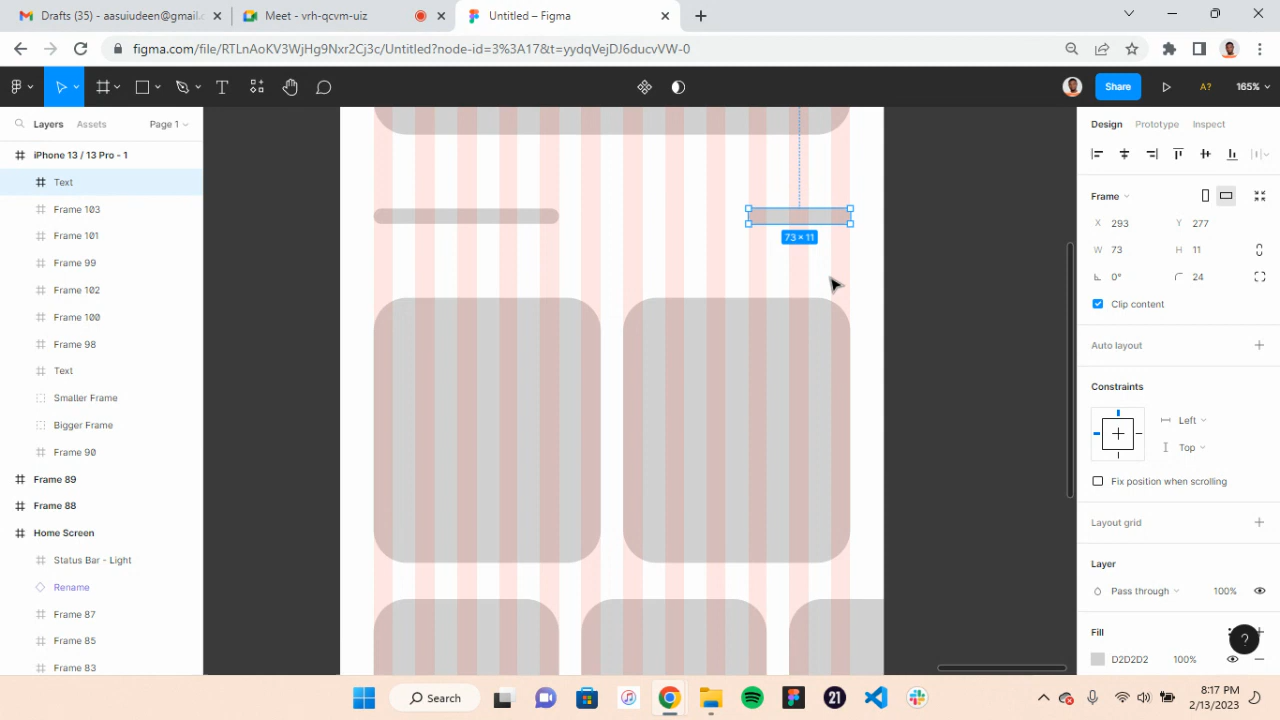 Drafts (35) - aasuiudeen@gmail.c
Meet - vrh-qcvm-uiz
Untitled – Figma
figma.com/file/RTLnAoKV3WjHg9Nxr2Cj3c/Untitled?node-id=3%3A17&t=yydqVejDJ6ducvVW-0
Share
A?
165%
Layers
Assets
Page 1
iPhone 13 / 13 Pro - 1
Text
Frame 103
Frame 101
Frame 99
Frame 102
Frame 100
Frame 98
Text
Smaller Frame
Bigger Frame
Frame 90
Frame 89
Frame 88
Home Screen
Status Bar - Light
Rename
Frame 87
Frame 85
Frame 83
73 × 11
Design
Prototype
Inspect
Frame
X 293 Y 277
W 73 H 11
0° 24
Clip content
Auto layout
Constraints
Left
Top
Fix position when scrolling
Layout grid
Layer
Pass through 100%
Fill
?
D2D2D2 100%
Search
21
8:17 PM
2/13/2023